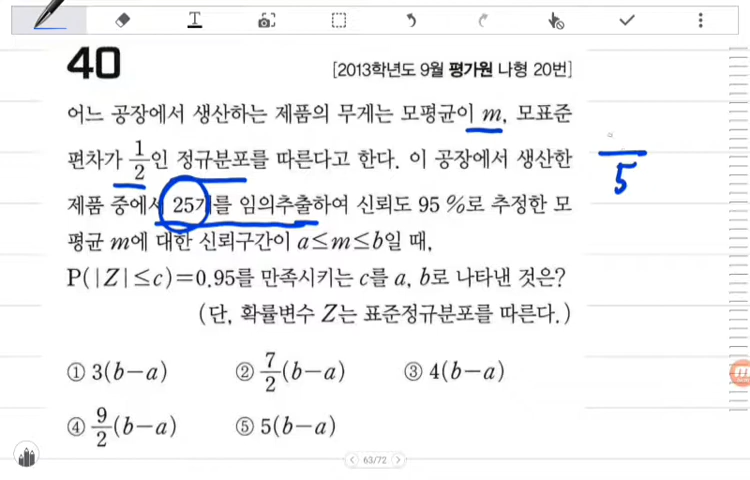 T
40
[2013학년도 9월 평가원 나형 20번]
어느 공장에서 생산하는 제품의 무게는 모평균이 m, 모표준
편차가 1/2인 정규분포를 따른다고 한다. 이 공장에서 생산한
5
제품 중에서 25개를 임의추출하여 신뢰도 95 %로 추정한 모
평균 m에 대한 신뢰구간이 a≤m≤b일 때,
P(|Z|≤c)=0.95를 만족시키는 c를 a, b로 나타낸 것은?
(단, 확률변수 Z는 표준정규분포를 따른다.)
① 3(b-a) ② 7/2(b-a) ③ 4(b-a)
④ 9/2(b-a) ⑤ 5(b-a)
63/72